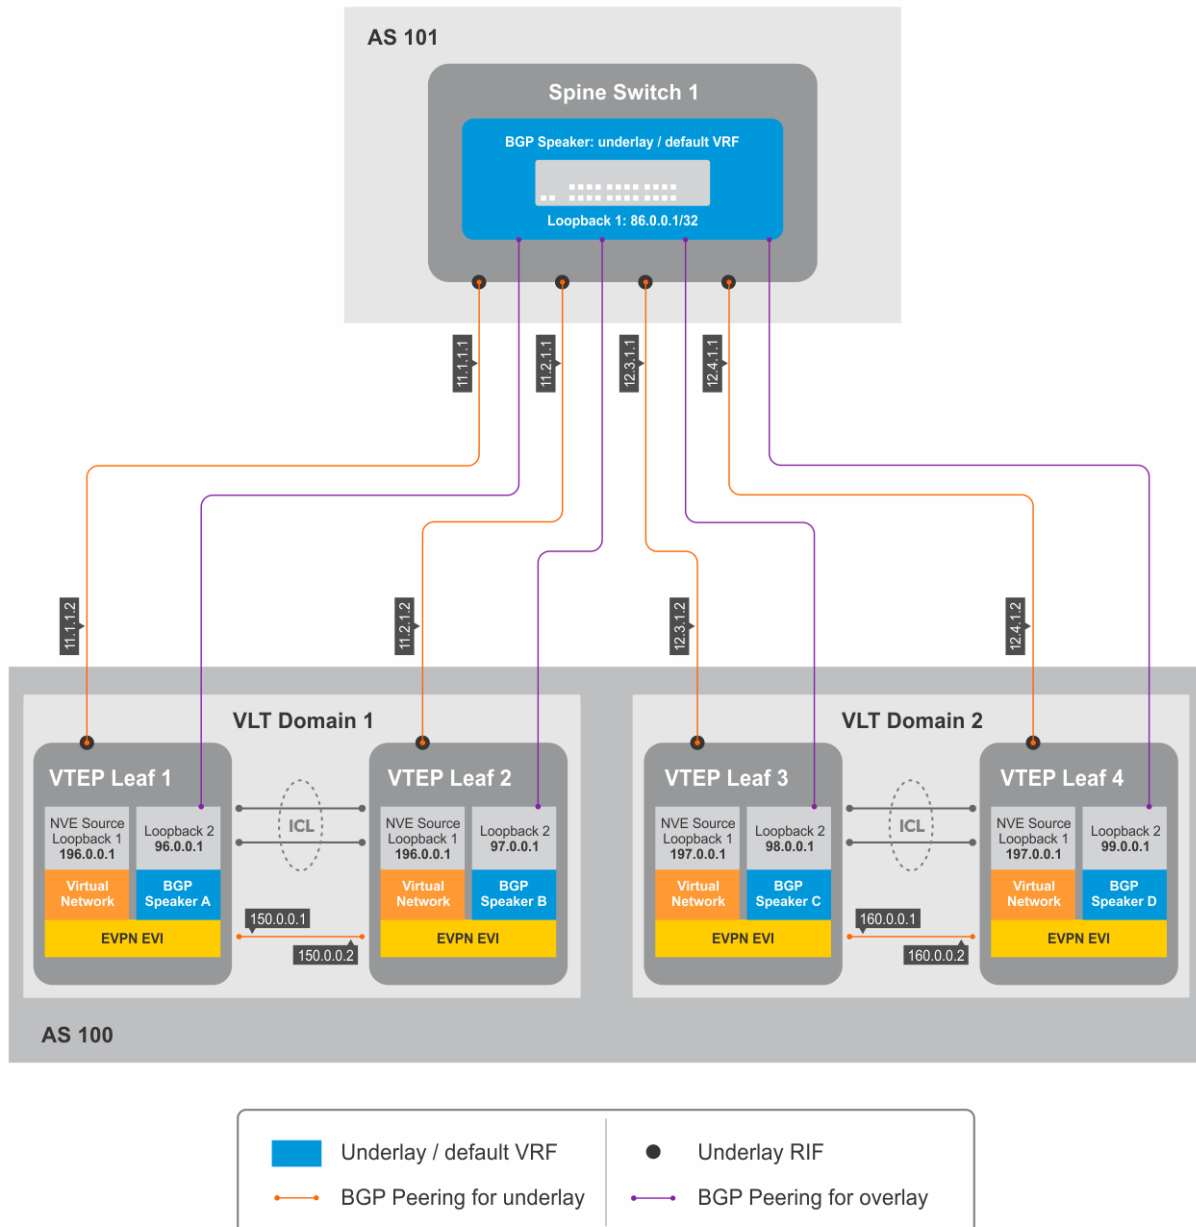 AS 101
Spine Switch 1
BGP Speaker: underlay / default VRF
Loopback 1: 86.0.0.1/32
11.1.1.1
11.2.1.1
12.3.1.1
12.4.1.1
11.1.1.2
11.2.1.2
12.3.1.2
12.4.1.2
VLT Domain 1
VTEP Leaf 1
NVE Source
Loopback 1
196.0.0.1
Loopback 2
96.0.0.1
Virtual
Network
BGP
Speaker A
EVPN EVI
ICL
150.0.0.1
150.0.0.2
VTEP Leaf 2
NVE Source
Loopback 1
196.0.0.1
Loopback 2
97.0.0.1
Virtual
Network
BGP
Speaker B
EVPN EVI
VLT Domain 2
VTEP Leaf 3
NVE Source
Loopback 1
197.0.0.1
Loopback 2
98.0.0.1
Virtual
Network
BGP
Speaker C
EVPN EVI
ICL
160.0.0.1
160.0.0.2
VTEP Leaf 4
NVE Source
Loopback 1
197.0.0.1
Loopback 2
99.0.0.1
Virtual
Network
BGP
Speaker D
EVPN EVI
AS 100
Underlay / default VRF
Underlay RIF
BGP Peering for underlay
BGP Peering for overlay